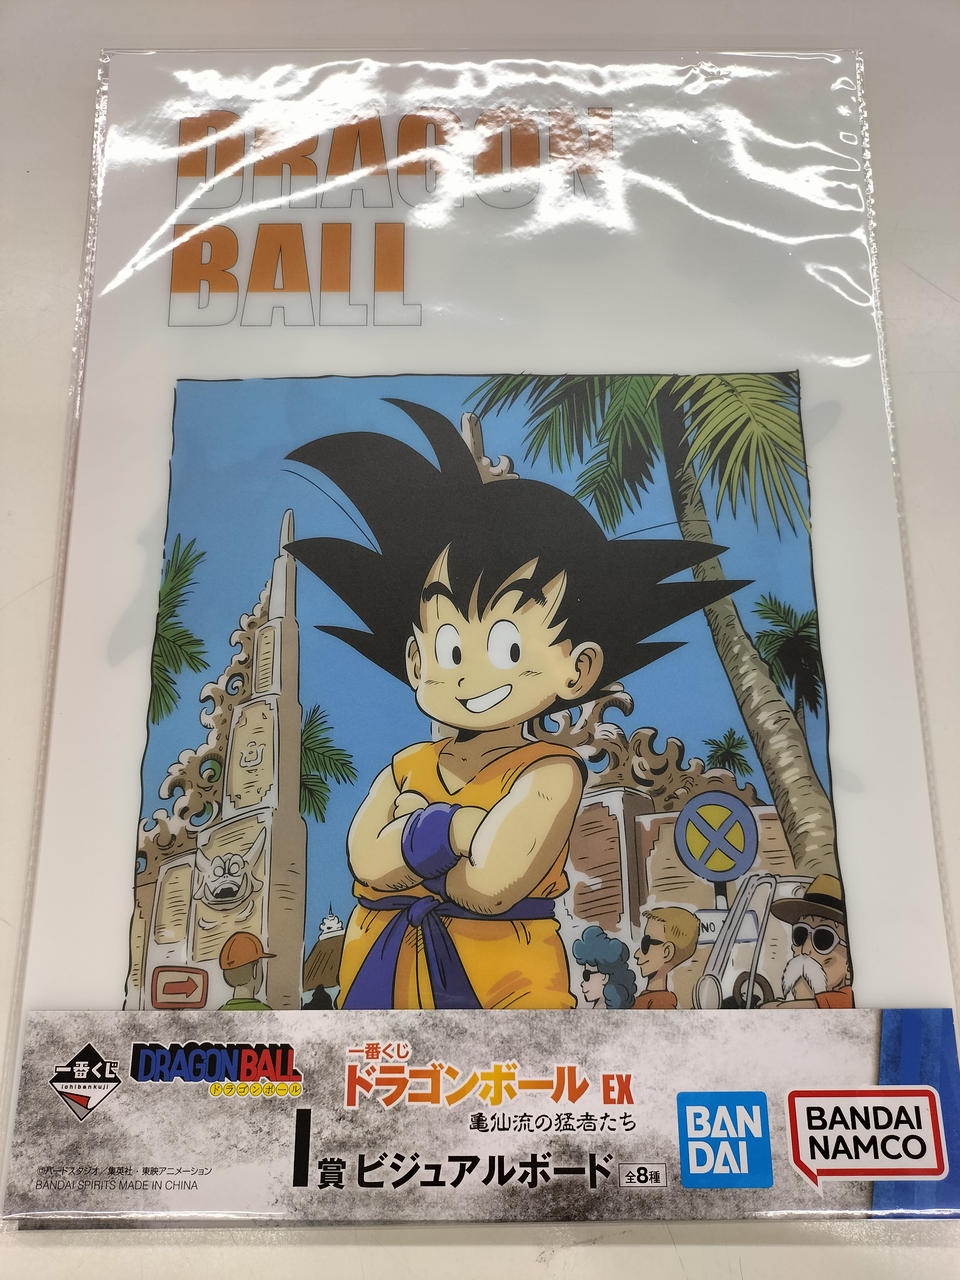 DRAGON
BALL
NO
一番くじ
ichibankuji
DRAGONBALL
ドラゴンボール
一番くじ
ドラゴンボール EX
亀仙流の猛者たち
I賞 ビジュアルボード 全8種
©バードスタジオ/集英社・東映アニメーション
BANDAI SPIRITS MADE IN CHINA
BAN
DAI
BANDAI
NAMCO